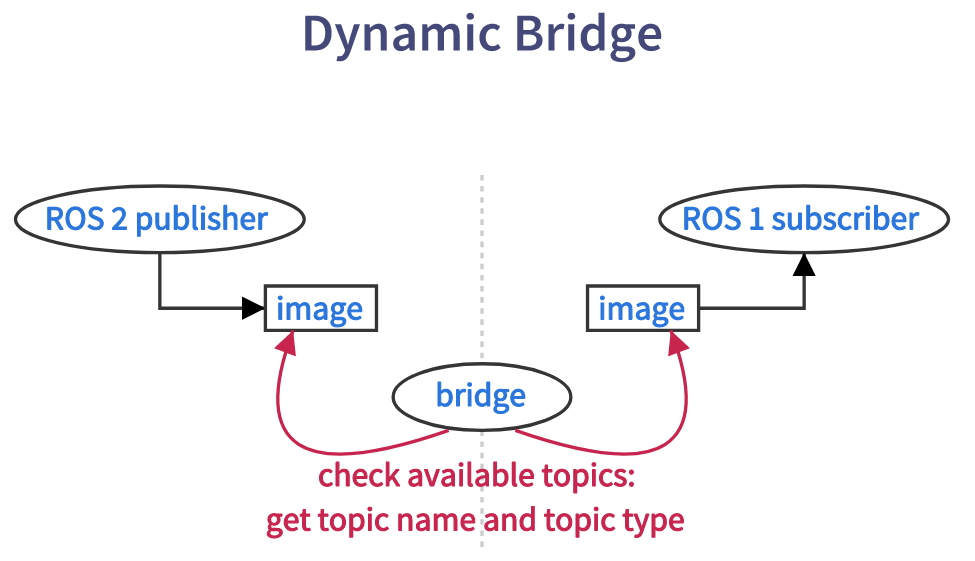 Dynamic Bridge
ROS 2 publisher
ROS 1 subscriber
image
image
bridge
check available topics:
get topic name and topic type